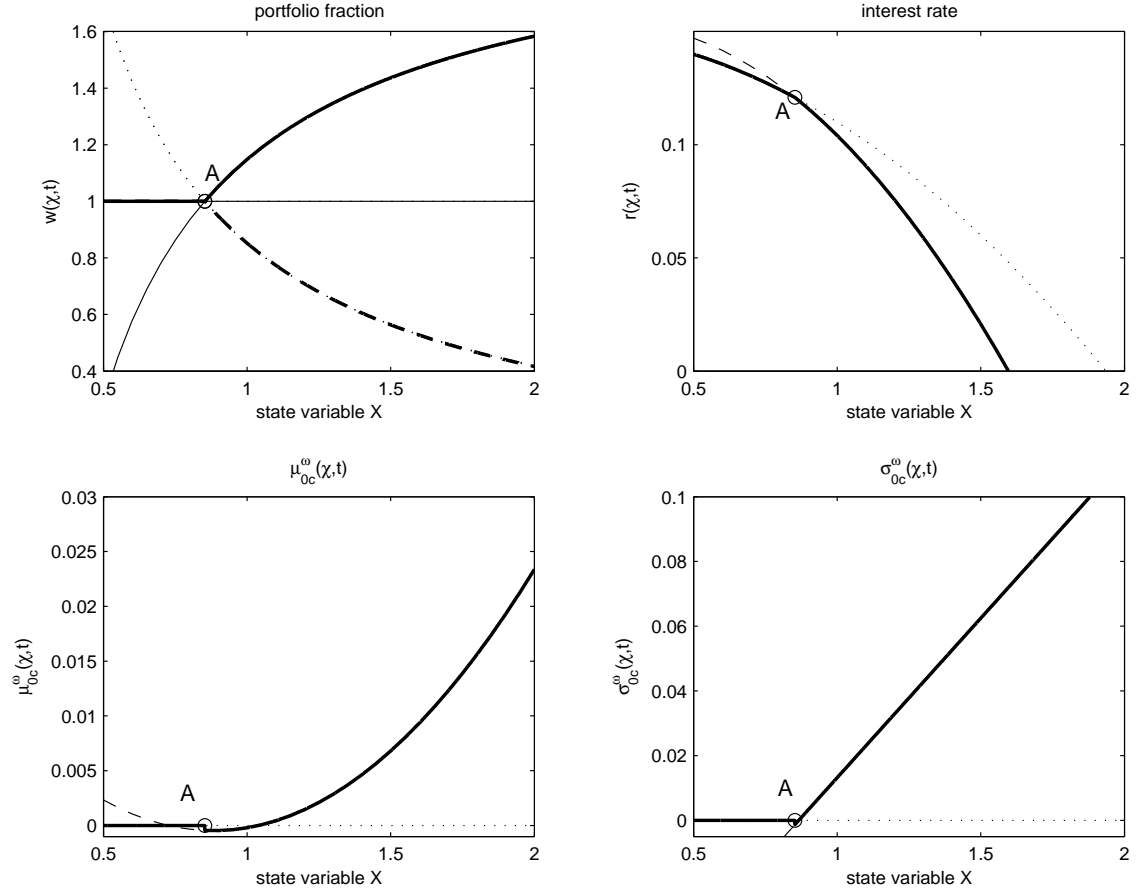 portfolio fraction
1.6
1.4
1.2
1
0.8
0.6
0.4
w(χ,t)
A
0.5 1 1.5 2
state variable X
interest rate
0.1
0.05
0
r(χ,t)
A
0.5 1 1.5 2
state variable X
μ0cω(χ,t)
0.03
0.025
0.02
0.015
0.01
0.005
0
μ0cω(χ,t)
A
0.5 1 1.5 2
state variable X
σ0cω(χ,t)
0.1
0.08
0.06
0.04
0.02
0
σ0cω(χ,t)
A
0.5 1 1.5 2
state variable X